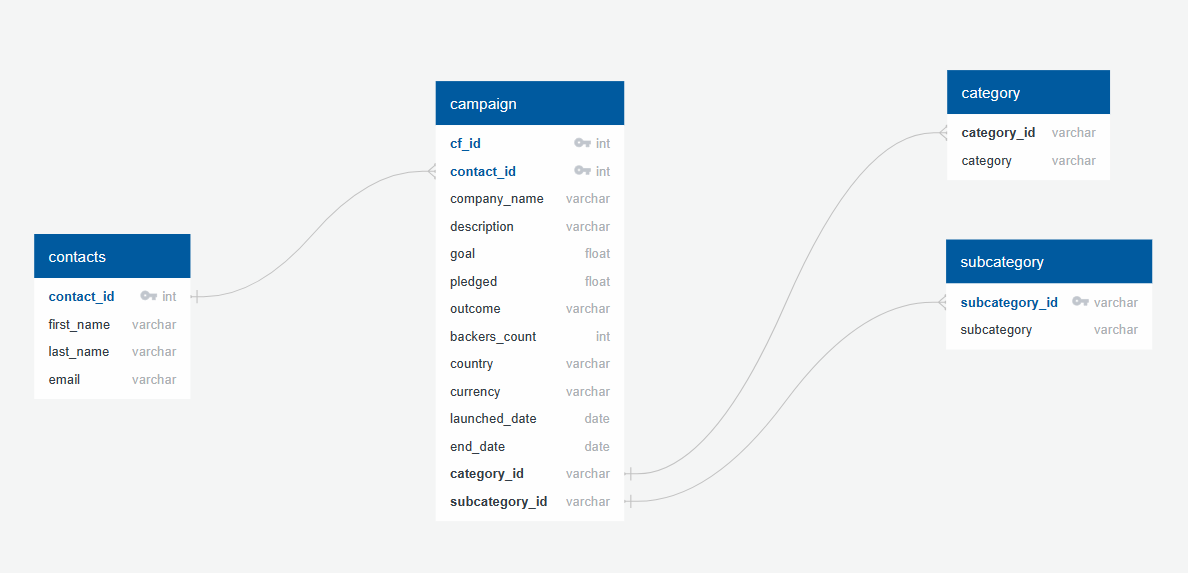 contacts
contact_id int
first_name varchar
last_name varchar
email varchar
campaign
cf_id int
contact_id int
company_name varchar
description varchar
goal float
pledged float
outcome varchar
backers_count int
country varchar
currency varchar
launched_date date
end_date date
category_id varchar
subcategory_id varchar
category
category_id varchar
category varchar
subcategory
subcategory_id varchar
subcategory varchar